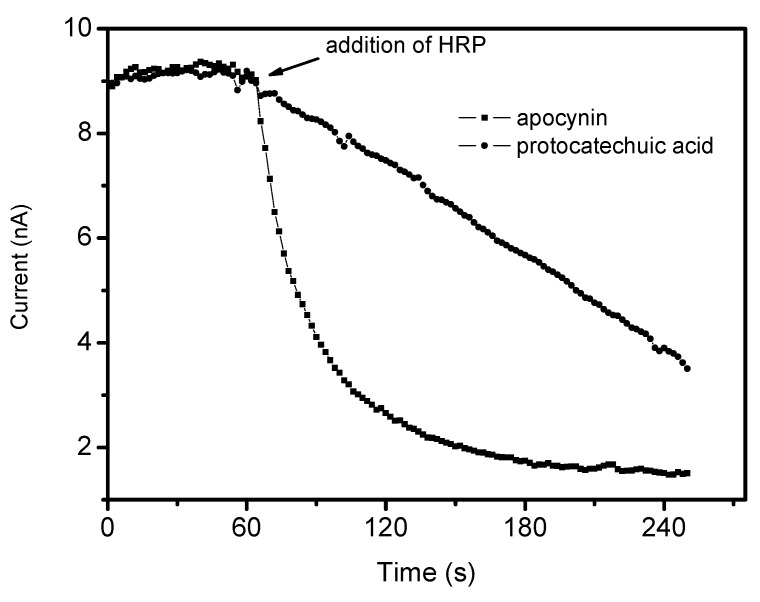 10
addition of HRP
8
apocynin
protocatechuic acid
6
Current (nA)
4
2
0 60 120 180 240
Time (s)